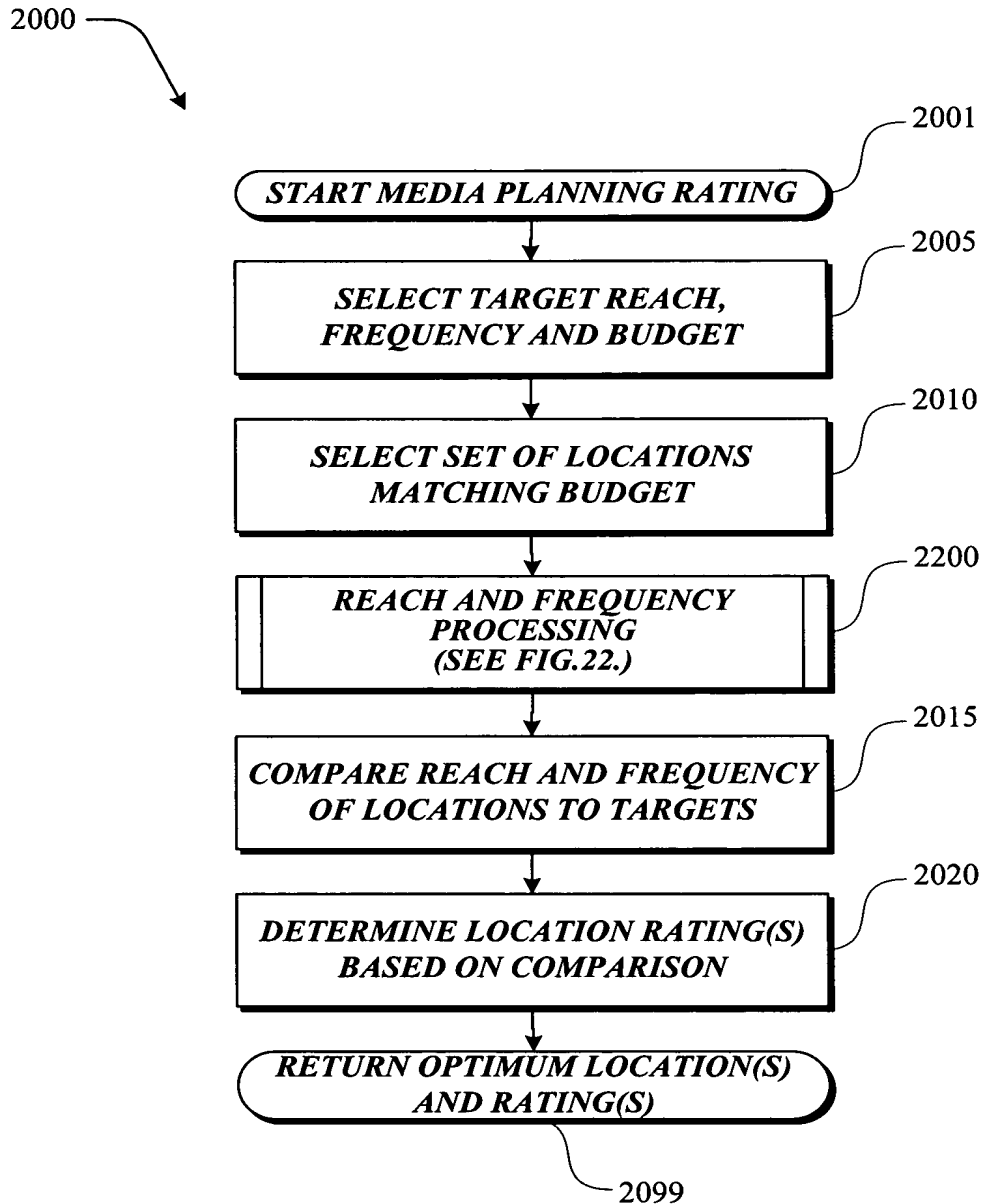 2000
2001
START MEDIA PLANNING RATING
2005
SELECT TARGET REACH,
FREQUENCY AND BUDGET
2010
SELECT SET OF LOCATIONS
MATCHING BUDGET
2200
REACH AND FREQUENCY
PROCESSING
(SEE FIG.22.)
2015
COMPARE REACH AND FREQUENCY
OF LOCATIONS TO TARGETS
2020
DETERMINE LOCATION RATING(S)
BASED ON COMPARISON
RETURN OPTIMUM LOCATION(S)
AND RATING(S)
2099